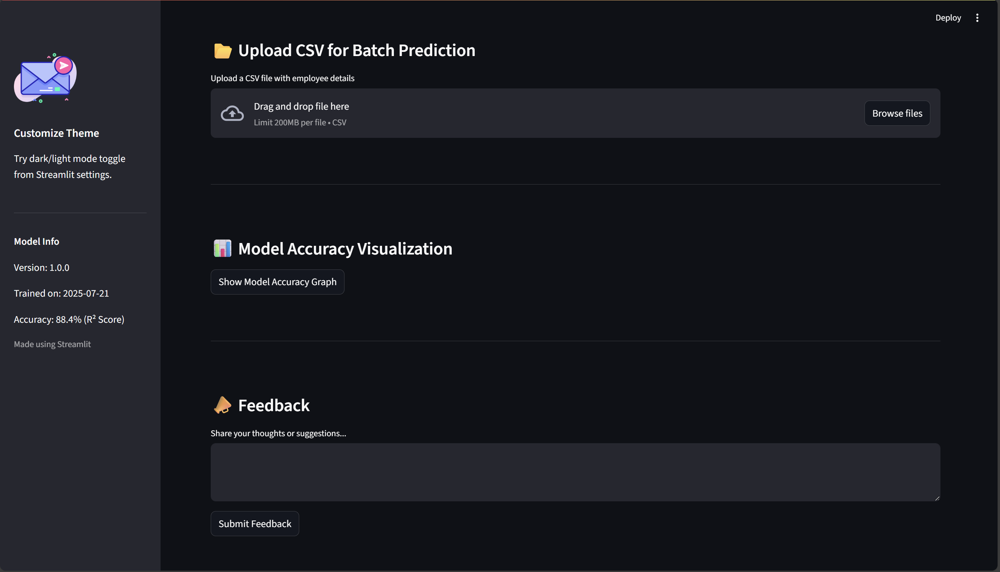 Deploy
Customize Theme
Try dark/light mode toggle
from Streamlit settings.
Model Info
Version: 1.0.0
Trained on: 2025-07-21
Accuracy: 88.4% (R² Score)
Made using Streamlit
Upload CSV for Batch Prediction
Upload a CSV file with employee details
Drag and drop file here
Limit 200MB per file • CSV
Browse files
Model Accuracy Visualization
Show Model Accuracy Graph
Feedback
Share your thoughts or suggestions...
Submit Feedback